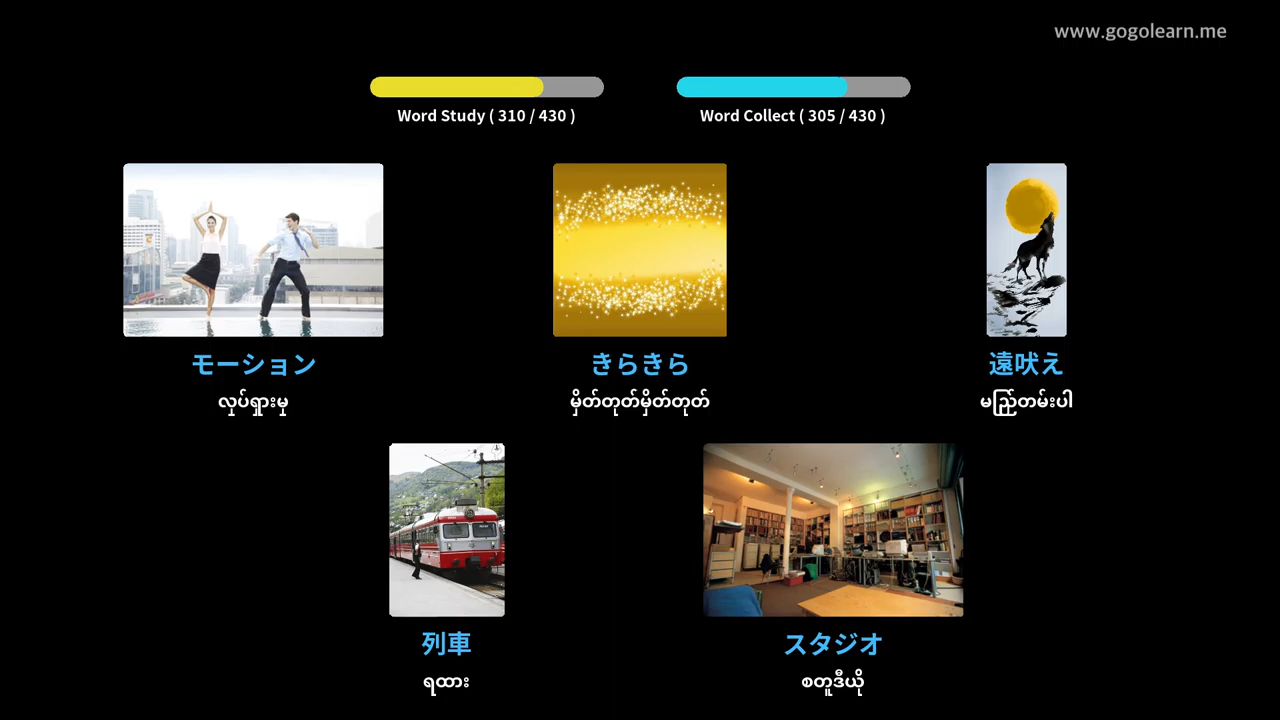 www.gogolearn.me
Word Study ( 310 / 430 )
Word Collect ( 305 / 430 )
モーション
きらきら
遠吠え
လှုပ်ရှားမှု
မှိတ်တုတ်မှိတ်တုတ်
မည်ြတမ်းပါ
列車
スタジオ
ရထား
စတူဒီယို